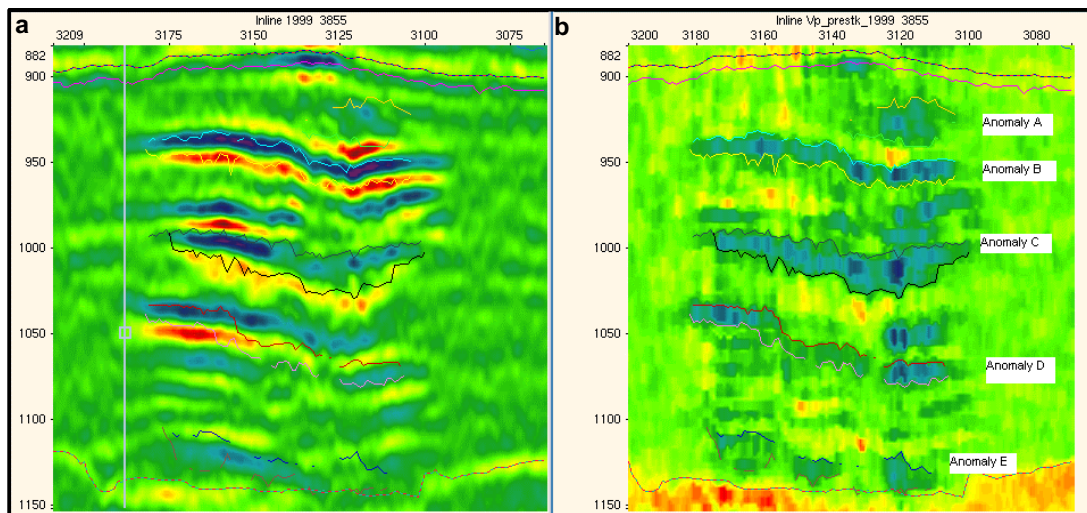 a
Inline 1999 3855
3209 3175 3150 3125 3100 3075
882
900
950
1000
1050
1100
1150
b
Inline Vp_prestk_1999 3855
3200 3180 3160 3140 3120 3100 3080
882
900
950
1000
1050
1100
1150
Anomaly A
Anomaly B
Anomaly C
Anomaly D
Anomaly E